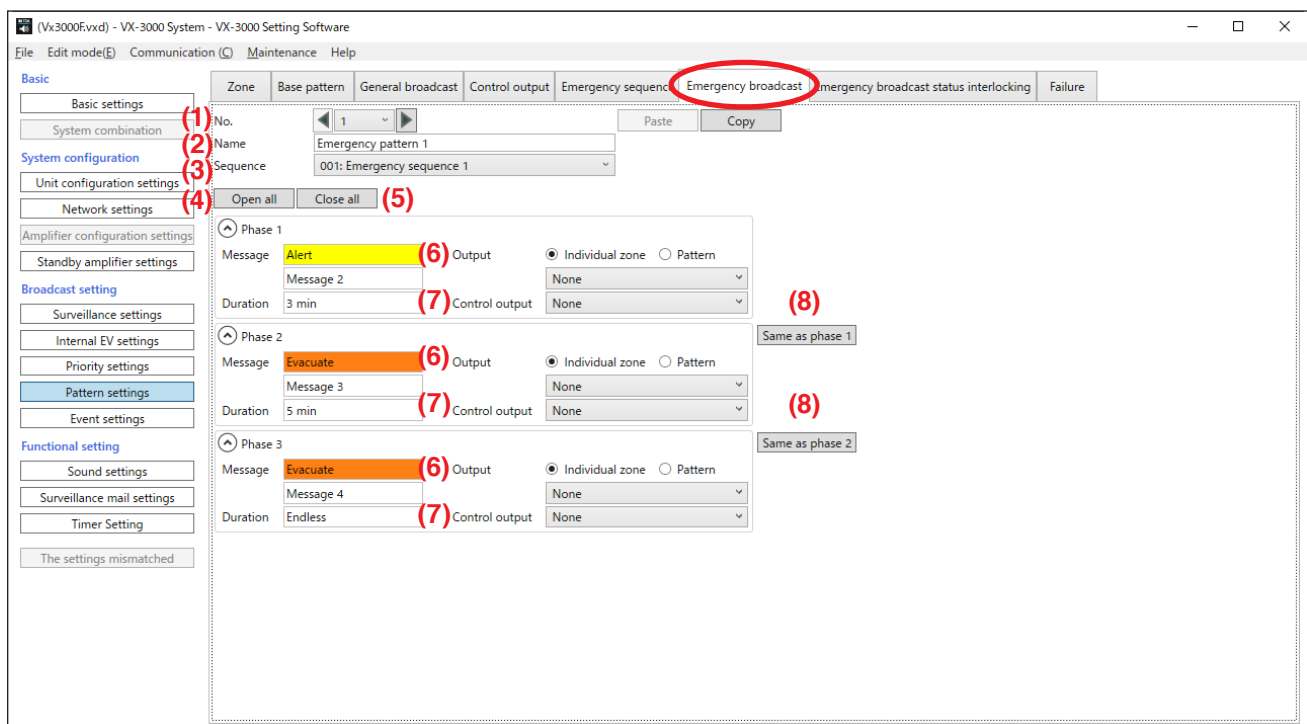 (Vx3000F.vxd) - VX-3000 System - VX-3000 Setting Software
File Edit mode(E) Communication (C) Maintenance Help
Basic
Basic settings
System combination
System configuration
Unit configuration settings
Network settings
Amplifier configuration settings
Standby amplifier settings
Broadcast setting
Surveillance settings
Internal EV settings
Priority settings
Pattern settings
Event settings
Functional setting
Sound settings
Surveillance mail settings
Timer Setting
The settings mismatched
Zone Base pattern General broadcast Control output Emergency sequence Emergency broadcast Emergency broadcast status interlocking Failure
(1) No. 1 Paste Copy
(2) Name Emergency pattern 1
(3) Sequence 001: Emergency sequence 1
(4) Open all Close all (5)
Phase 1
Message Alert (6) Output Individual zone Pattern
Message 2 None
Duration 3 min (7) Control output None
(8)
Phase 2 Same as phase 1
Message Evacuate (6) Output Individual zone Pattern
Message 3 None
Duration 5 min (7) Control output None
(8)
Phase 3 Same as phase 2
Message Evacuate (6) Output Individual zone Pattern
Message 4 None
Duration Endless (7) Control output None